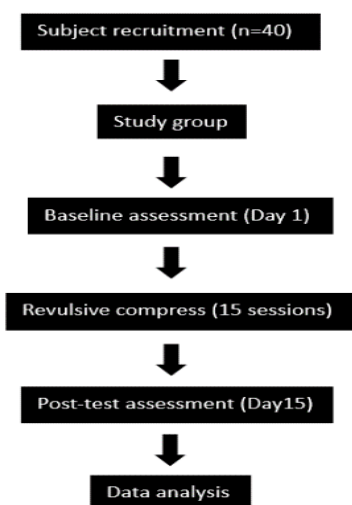 Subject recruitment (n=40)
Study group
Baseline assessment (Day 1)
Revulsive compress (15 sessions)
Post-test assessment (Day15)
Data analysis